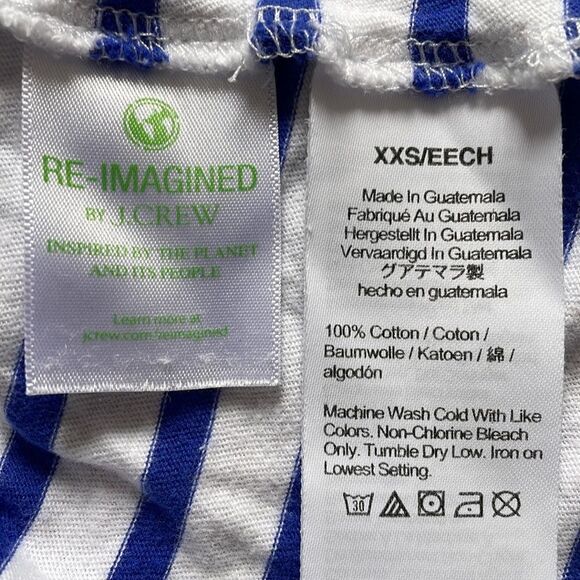 RE-IMAGINED
BY J.CREW
INSPIRED BY THE PLANET
AND ITS PEOPLE
Learn more at
jcrew.com/reimagined
XXS/EECH
Made In Guatemala
Fabriqué Au Guatemala
Hergestellt In Guatemala
Vervaardigd In Guatemala
グアテマラ製
hecho en guatemala
100% Cotton / Coton /
Baumwolle / Katoen / 綿 /
algodón
Machine Wash Cold With Like
Colors. Non-Chlorine Bleach
Only. Tumble Dry Low. Iron on
Lowest Setting.
30